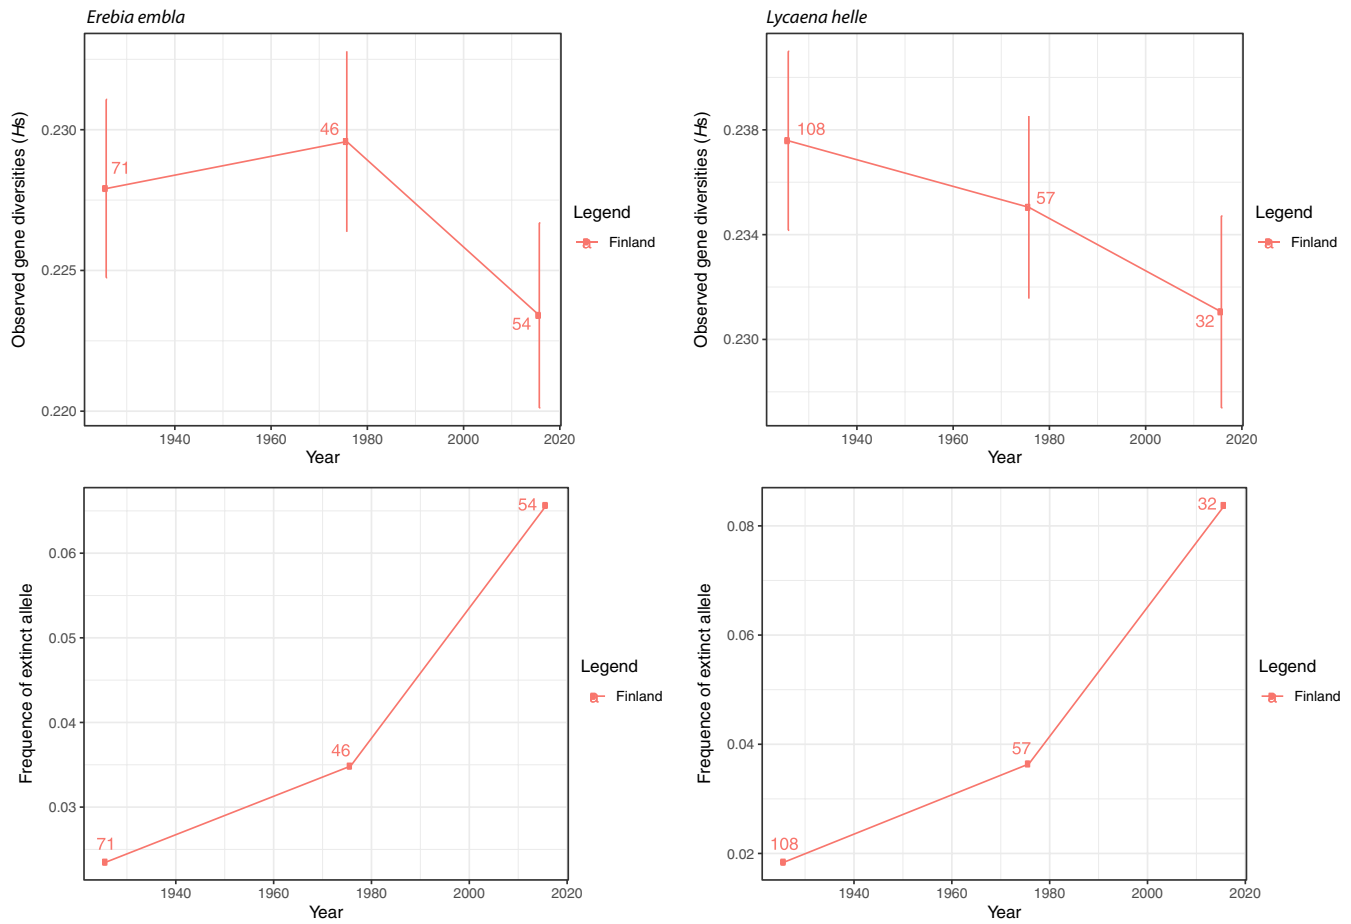 Erebia embla
Observed gene diversities (Hs)
0.230
0.225
0.220
71
46
54
1940 1960 1980 2000 2020
Year
Legend
a Finland
Lycaena helle
Observed gene diversities (Hs)
0.238
0.234
0.230
108
57
32
1940 1960 1980 2000 2020
Year
Legend
a Finland
Frequence of extinct allele
0.06
0.05
0.04
0.03
54
46
71
1940 1960 1980 2000 2020
Year
Legend
a Finland
Frequence of extinct allele
0.08
0.06
0.04
0.02
32
57
108
1940 1960 1980 2000 2020
Year
Legend
a Finland